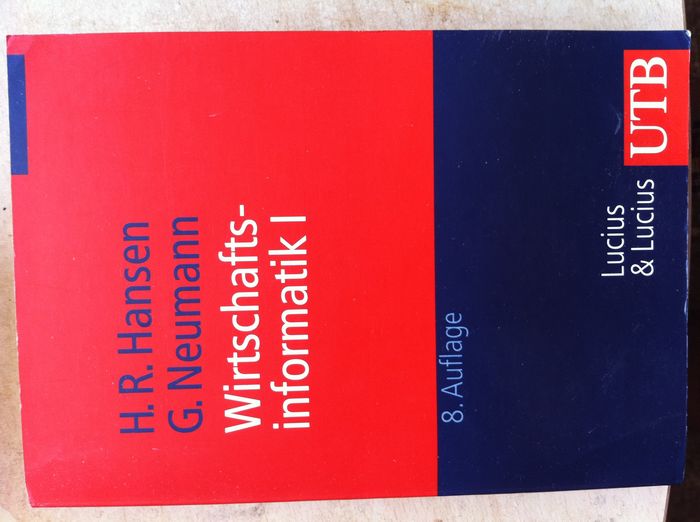 H. R. Hansen
G. Neumann
Wirtschafts-
informatik I
8. Auflage
Lucius
& Lucius
UTB